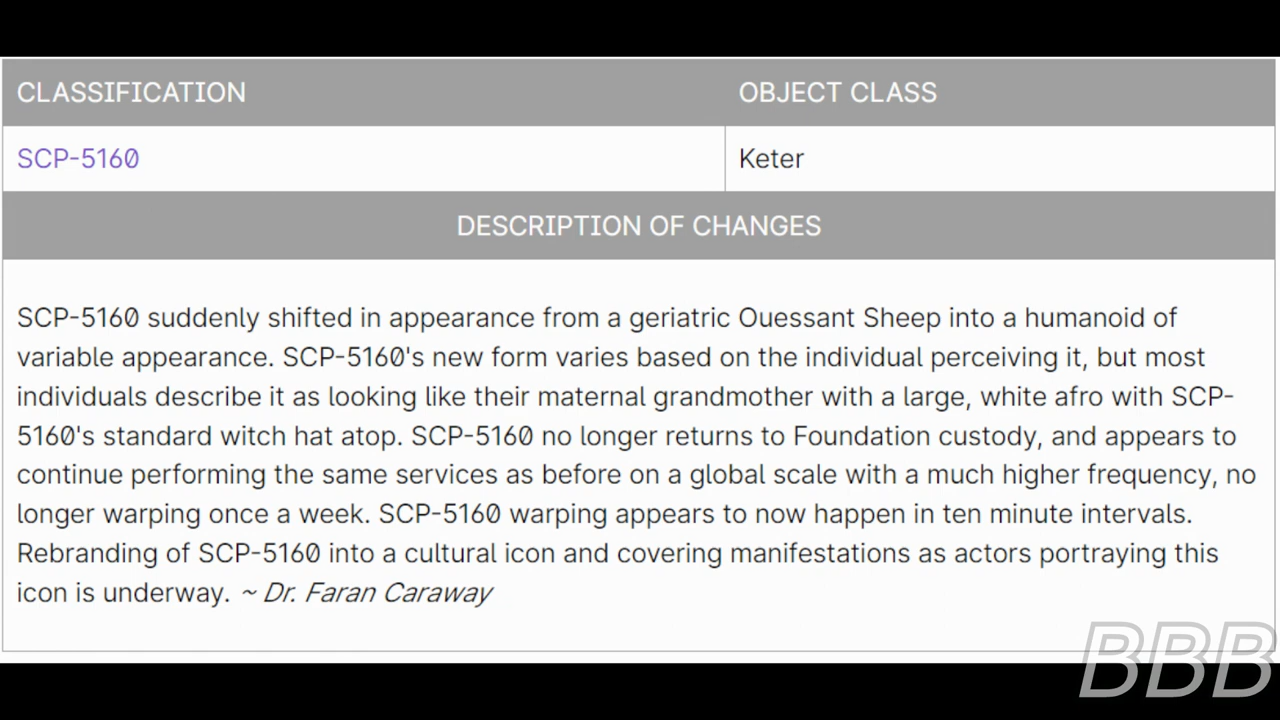 CLASSIFICATION
OBJECT CLASS
SCP-5160
Keter
DESCRIPTION OF CHANGES
SCP-5160 suddenly shifted in appearance from a geriatric Ouessant Sheep into a humanoid of
variable appearance. SCP-5160's new form varies based on the individual perceiving it, but most
individuals describe it as looking like their maternal grandmother with a large, white afro with SCP-
5160's standard witch hat atop. SCP-5160 no longer returns to Foundation custody, and appears to
continue performing the same services as before on a global scale with a much higher frequency, no
longer warping once a week. SCP-5160 warping appears to now happen in ten minute intervals.
Rebranding of SCP-5160 into a cultural icon and covering manifestations as actors portraying this
icon is underway. ~ Dr. Faran Caraway
BBB